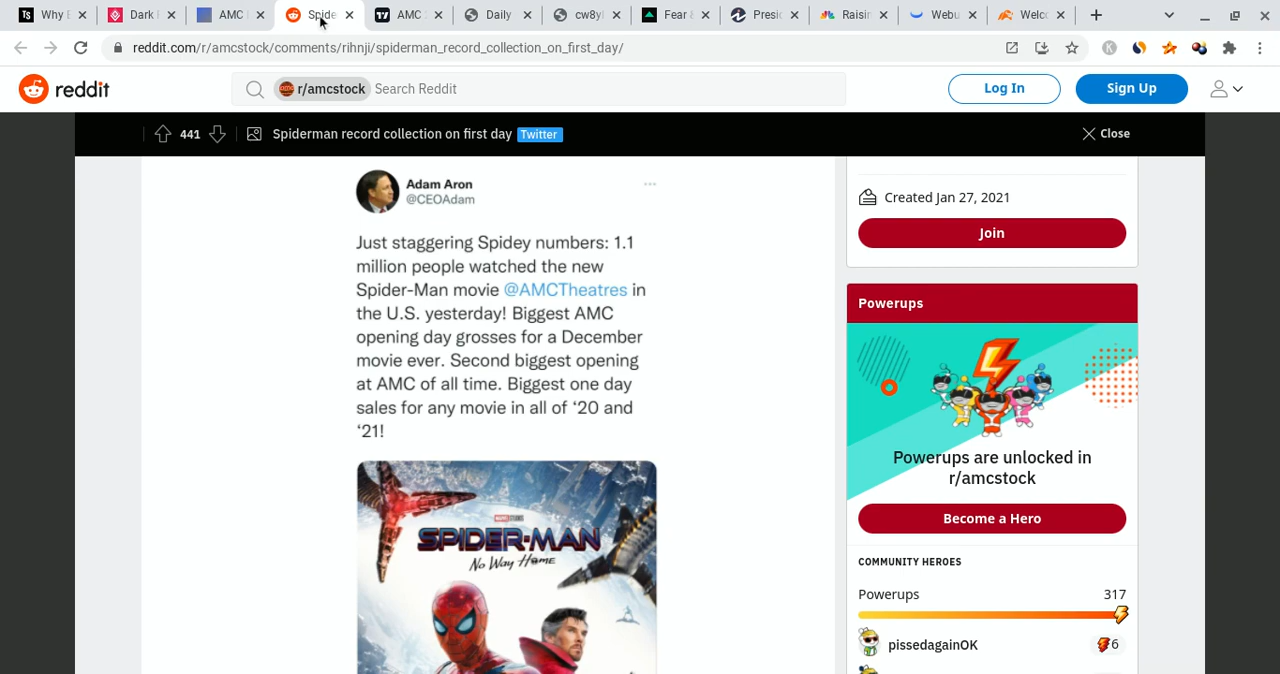 Why E
Dark F
AMC
Spide
AMC
Daily
cw8yl
Fear &
Presic
Raisin
Webu
Welco
reddit.com/r/amcstock/comments/rihnji/spiderman_record_collection_on_first_day/
reddit
r/amcstock Search Reddit
Log In
Sign Up
441
Spiderman record collection on first day Twitter
Close
Adam Aron
@CEOAdam
Just staggering Spidey numbers: 1.1
million people watched the new
Spider-Man movie @AMCTheatres in
the U.S. yesterday! Biggest AMC
opening day grosses for a December
movie ever. Second biggest opening
at AMC of all time. Biggest one day
sales for any movie in all of ‘20 and
‘21!
MARVEL STUDIOS
SPIDER-MAN
No Way Home
Created Jan 27, 2021
Join
Powerups
Powerups are unlocked in
r/amcstock
Become a Hero
COMMUNITY HEROES
Powerups 317
pissedagainOK 6